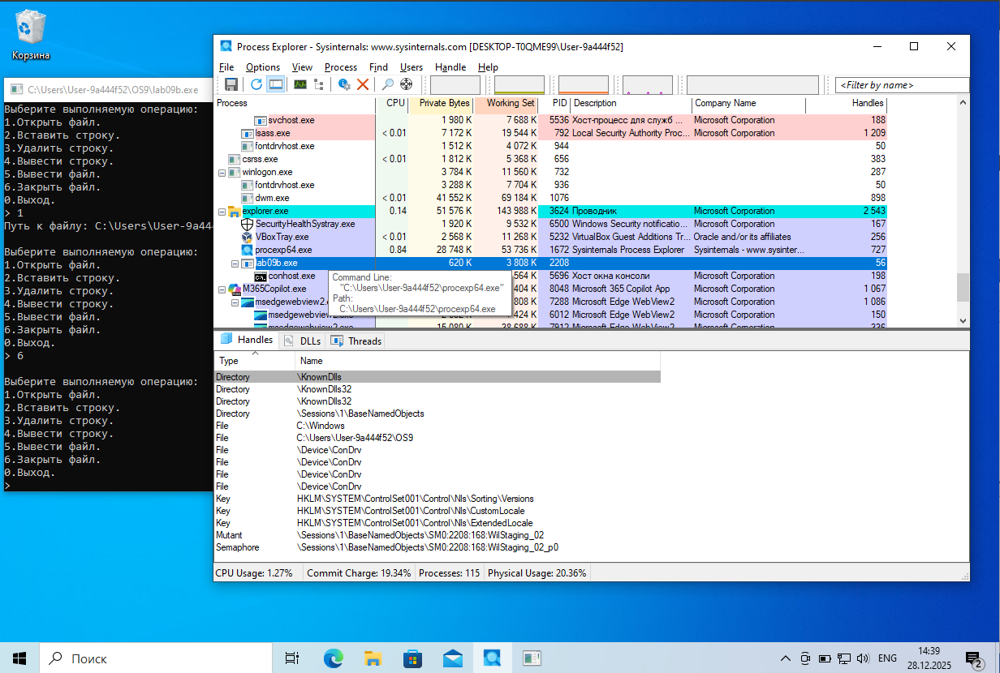 Корзина
C:\Users\User-9a444f52\OS9\lab09b.exe
Выберите выполняемую операцию:
1.Открыть файл.
2.Вставить строку.
3.Удалить строку.
4.Вывести строку.
5.Вывести файл.
6.Закрыть файл.
0.Выход.
> 1
Путь к файлу: C:\Users\User-9a44
Выберите выполняемую операцию:
1.Открыть файл.
2.Вставить строку.
3.Удалить строку.
4.Вывести строку.
5.Вывести файл.
6.Закрыть файл.
0.Выход.
> 6
Выберите выполняемую операцию:
1.Открыть файл.
2.Вставить строку.
3.Удалить строку.
4.Вывести строку.
5.Вывести файл.
6.Закрыть файл.
0.Выход.
>
Process Explorer - Sysinternals: www.sysinternals.com [DESKTOP-T0QME99\User-9a444f52]
File Options View Process Find Users Handle Help
<Filter by name>
Process CPU Private Bytes Working Set PID Description Company Name Handles
svchost.exe 1 980 K 7 688 K 5536 Хост-процесс для служб ... Microsoft Corporation 188
lsass.exe < 0.01 7 172 K 19 544 K 792 Local Security Authority Proc... Microsoft Corporation 1 209
fontdrvhost.exe 1 512 K 4 072 K 944 50
csrss.exe < 0.01 1 812 K 5 368 K 656 383
winlogon.exe 3 784 K 11 560 K 732 287
fontdrvhost.exe 3 288 K 7 704 K 936 50
dwm.exe < 0.01 41 552 K 69 184 K 1076 898
explorer.exe 0.14 51 576 K 143 988 K 3624 Проводник Microsoft Corporation 2 543
SecurityHealthSystray.exe 1 920 K 9 532 K 6500 Windows Security notificatio... Microsoft Corporation 167
VBoxTray.exe < 0.01 2 568 K 11 268 K 5232 VirtualBox Guest Additions Tr... Oracle and/or its affiliates 256
procexp64.exe 0.84 28 748 K 53 736 K 1672 Sysinternals Process Explorer Sysinternals - www.sysinter... 727
lab09b.exe 620 K 3 808 K 2208 56
conhost.exe 564 K 5696 Хост окна консоли Microsoft Corporation 238
M365Copilot.exe 404 K 8048 Microsoft 365 Copilot App Microsoft Corporation 1 067
msedgewebview2. 808 K 7288 Microsoft Edge WebView2 Microsoft Corporation 1 086
msedgewebview 424 K 6012 Microsoft Edge WebView2 Microsoft Corporation 150
msedgewebview2.exe 15 080 K 38 688 K 7912 Microsoft Edge WebView2 Microsoft Corporation 336
Command Line:
"C:\Users\User-9a444f52\procexp64.exe"
Path:
C:\Users\User-9a444f52\procexp64.exe
Handles DLLs Threads
Type Name
Directory \KnownDlls
Directory \KnownDlls32
Directory \KnownDlls32
Directory \Sessions\1\BaseNamedObjects
File C:\Windows
File C:\Users\User-9a444f52\OS9
File \Device\ConDrv
File \Device\ConDrv
File \Device\ConDrv
File \Device\ConDrv
Key HKLM\SYSTEM\ControlSet001\Control\Nls\Sorting\Versions
Key HKLM\SYSTEM\ControlSet001\Control\Nls\CustomLocale
Key HKLM\SYSTEM\ControlSet001\Control\Nls\ExtendedLocale
Mutant \Sessions\1\BaseNamedObjects\SM0:2208:168:WilStaging_02
Semaphore \Sessions\1\BaseNamedObjects\SM0:2208:168:WilStaging_02_p0
CPU Usage: 1.27% Commit Charge: 19.34% Processes: 115 Physical Usage: 20.36%
Поиск
ENG
14:39
28.12.2025
2